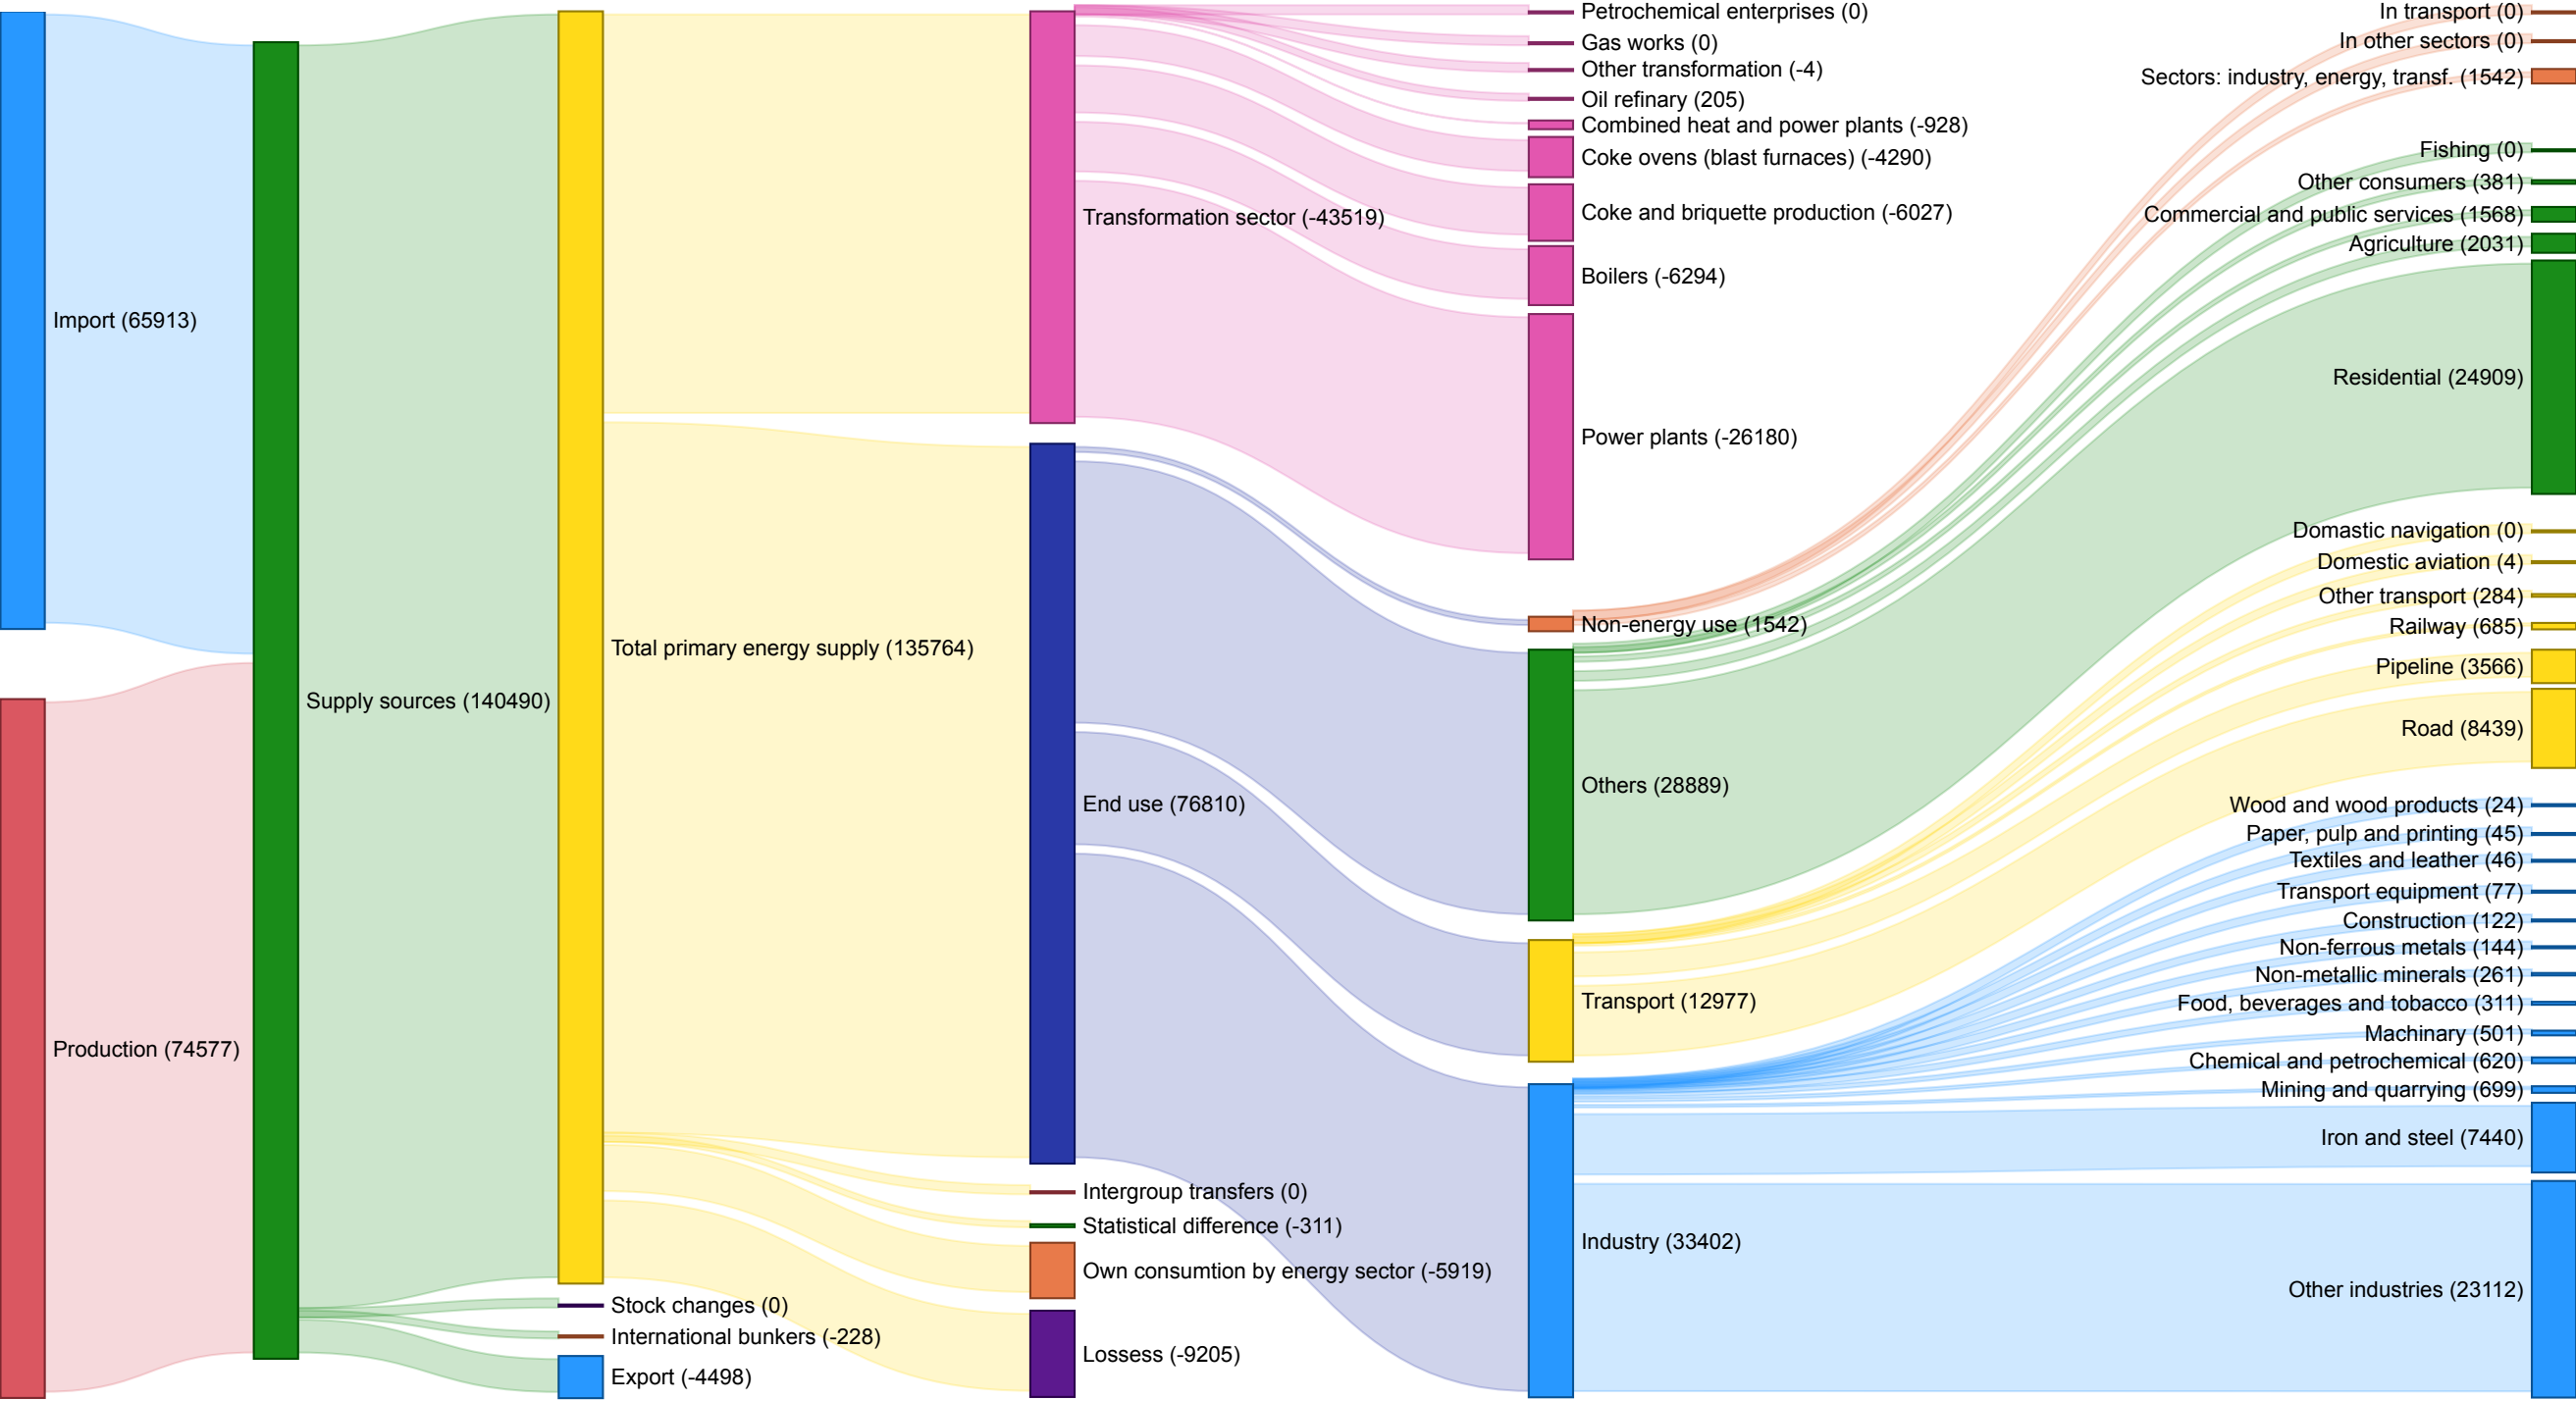 Import (65913)
Production (74577)
Supply sources (140490)
Total primary energy supply (135764)
Stock changes (0)
International bunkers (-228)
Export (-4498)
Transformation sector (-43519)
End use (76810)
Intergroup transfers (0)
Statistical difference (-311)
Own consumtion by energy sector (-5919)
Lossess (-9205)
Petrochemical enterprises (0)
Gas works (0)
Other transformation (-4)
Oil refinary (205)
Combined heat and power plants (-928)
Coke ovens (blast furnaces) (-4290)
Coke and briquette production (-6027)
Boilers (-6294)
Power plants (-26180)
Non-energy use (1542)
Others (28889)
Transport (12977)
Industry (33402)
In transport (0)
In other sectors (0)
Sectors: industry, energy, transf. (1542)
Fishing (0)
Other consumers (381)
Commercial and public services (1568)
Agriculture (2031)
Residential (24909)
Domastic navigation (0)
Domestic aviation (4)
Other transport (284)
Railway (685)
Pipeline (3566)
Road (8439)
Wood and wood products (24)
Paper, pulp and printing (45)
Textiles and leather (46)
Transport equipment (77)
Construction (122)
Non-ferrous metals (144)
Non-metallic minerals (261)
Food, beverages and tobacco (311)
Machinary (501)
Chemical and petrochemical (620)
Mining and quarrying (699)
Iron and steel (7440)
Other industries (23112)